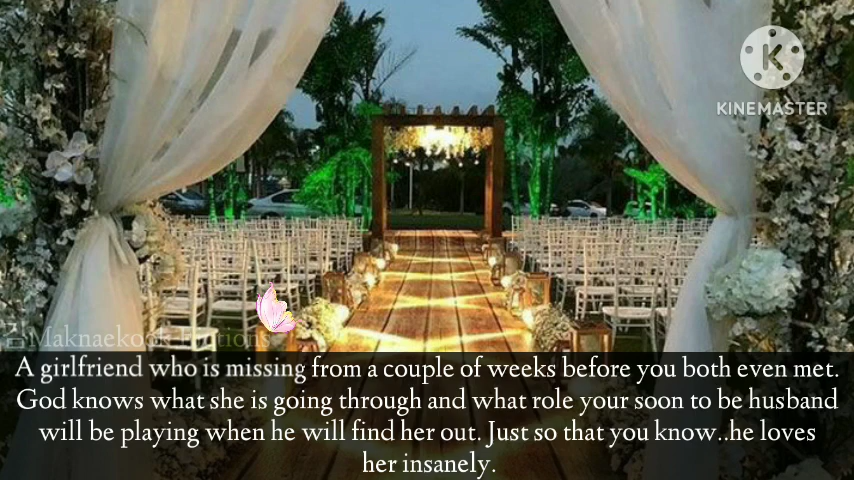 KINEMASTER
Maknaekook Fictions
A girlfriend who is missing from a couple of weeks before you both even met.
God knows what she is going through and what role your soon to be husband
will be playing when he will find her out. Just so that you know..he loves
her insanely.